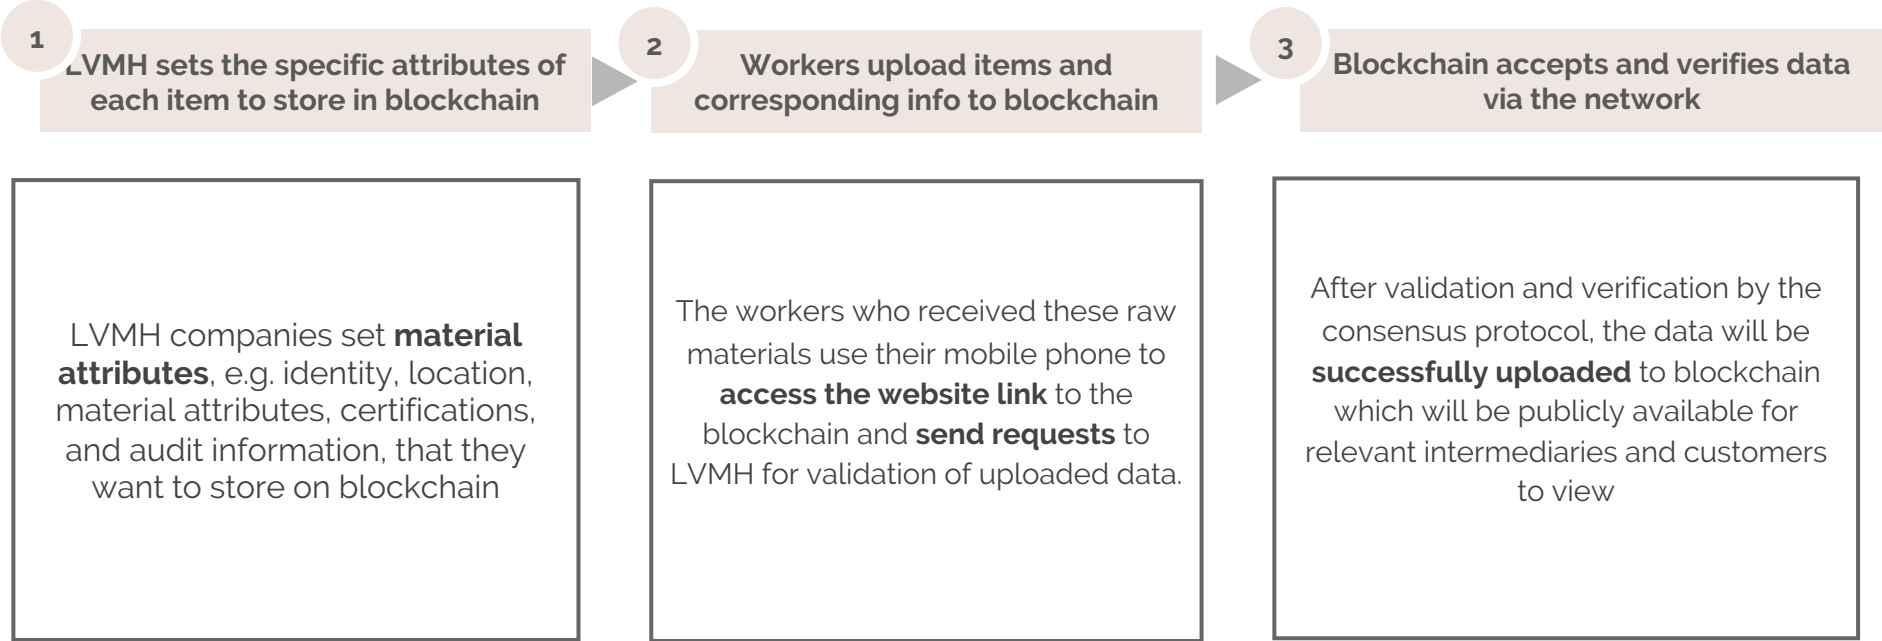 1
LVMH sets the specific attributes of
each item to store in blockchain
2
Workers upload items and
corresponding info to blockchain
3
Blockchain accepts and verifies data
via the network
LVMH companies set material
attributes, e.g. identity, location,
material attributes, certifications,
and audit information, that they
want to store on blockchain
The workers who received these raw
materials use their mobile phone to
access the website link to the
blockchain and send requests to
LVMH for validation of uploaded data.
After validation and verification by the
consensus protocol, the data will be
successfully uploaded to blockchain
which will be publicly available for
relevant intermediaries and customers
to view